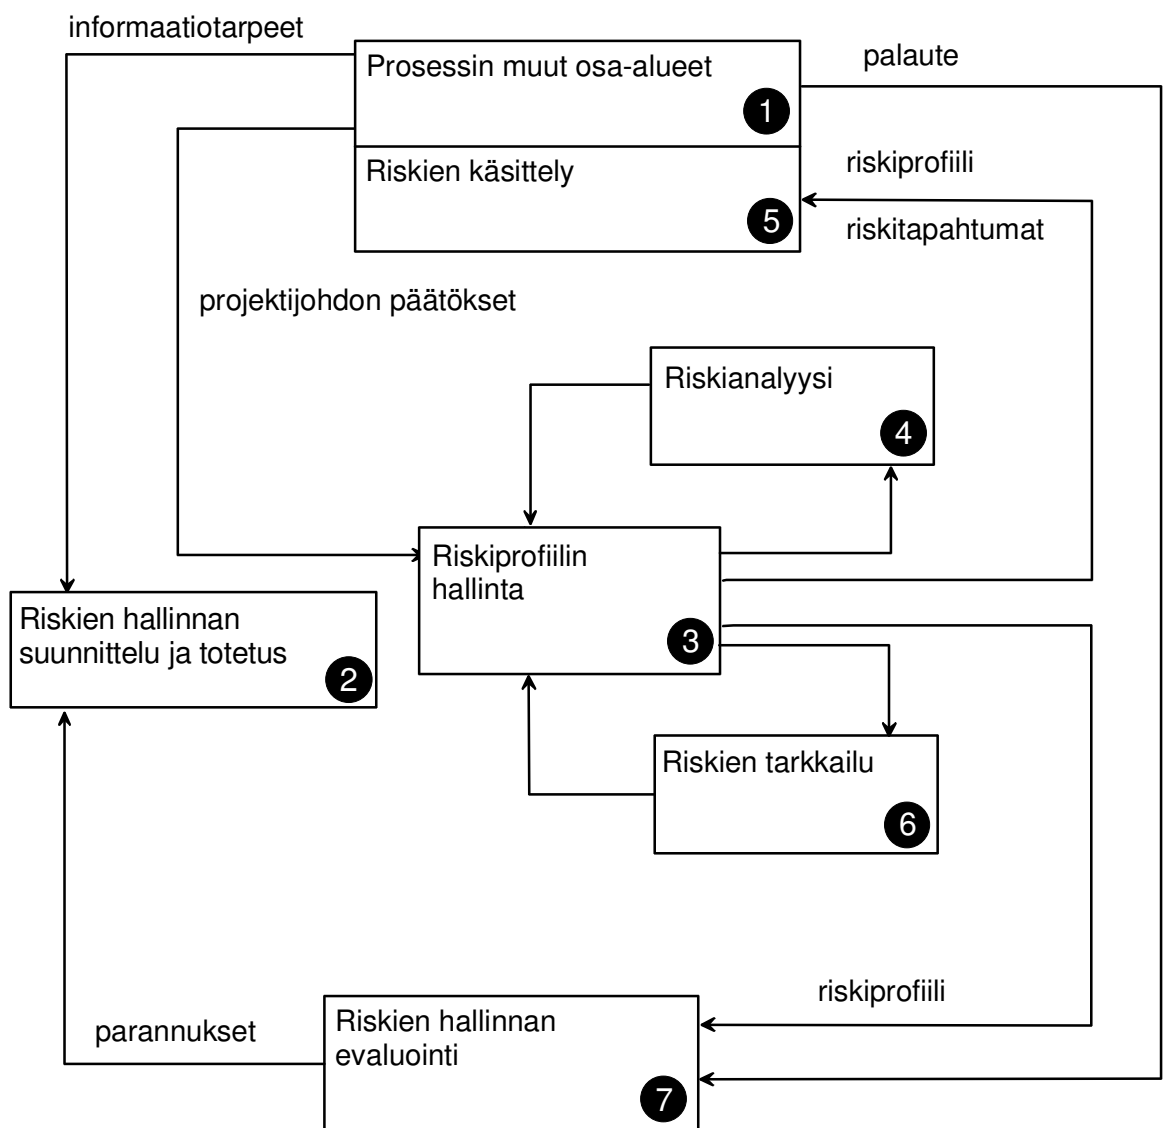 informaatiotarpeet
Prosessin muut osa-alueet
1
palaute
Riskien käsittely
5
riskiprofiili
riskitapahtumat
projektijohdon päätökset
Riskianalyysi
4
Riskiprofiilin
hallinta
3
Riskien hallinnan
suunnittelu ja totetus
2
Riskien tarkkailu
6
riskiprofiili
parannukset
Riskien hallinnan
evaluointi
7